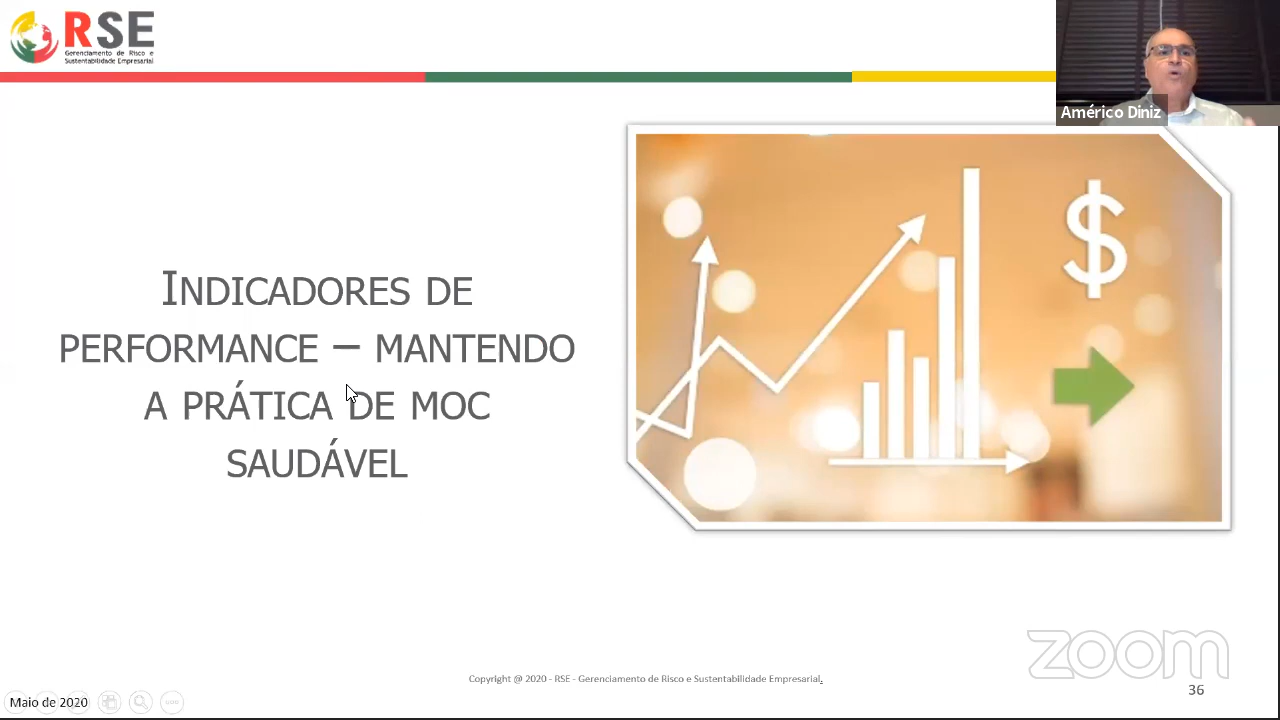 RSE
Gerenciamento de Risco e
Sustentabilidade Empresarial
Américo Diniz
$
INDICADORES DE
PERFORMANCE – MANTENDO
A PRÁTICA DE MOC
SAUDÁVEL
zoom
Copyright @ 2020 - RSE - Gerenciamento de Risco e Sustentabilidade Empresarial.
36
Maio de 2020